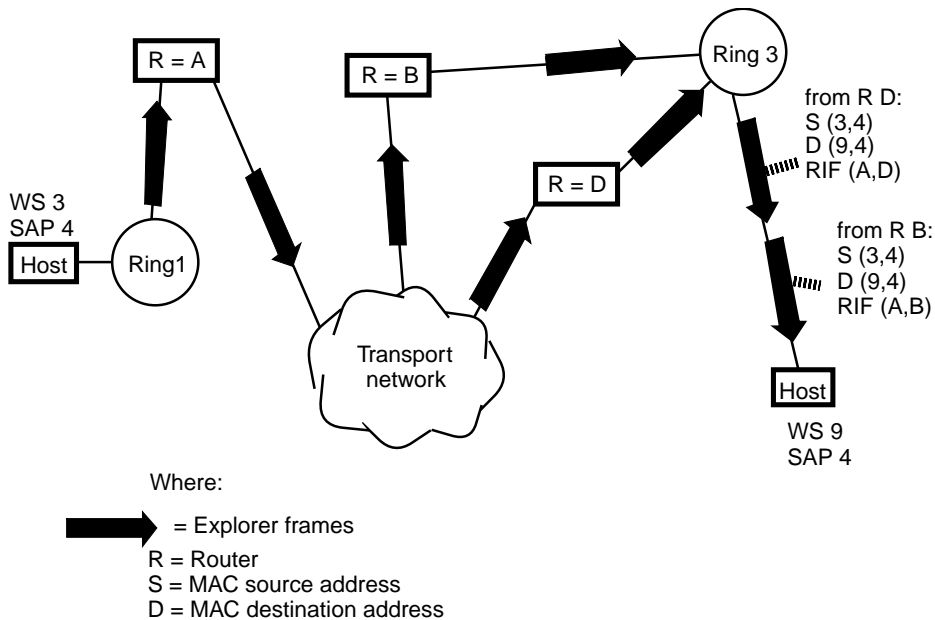 R = A
R = B
Ring 3
from R D:
S (3,4)
D (9,4)
RIF (A,D)
R = D
WS 3
SAP 4
Host
Ring1
from R B:
S (3,4)
D (9,4)
RIF (A,B)
Transport
network
Host
WS 9
SAP 4
Where:
= Explorer frames
R = Router
S = MAC source address
D = MAC destination address